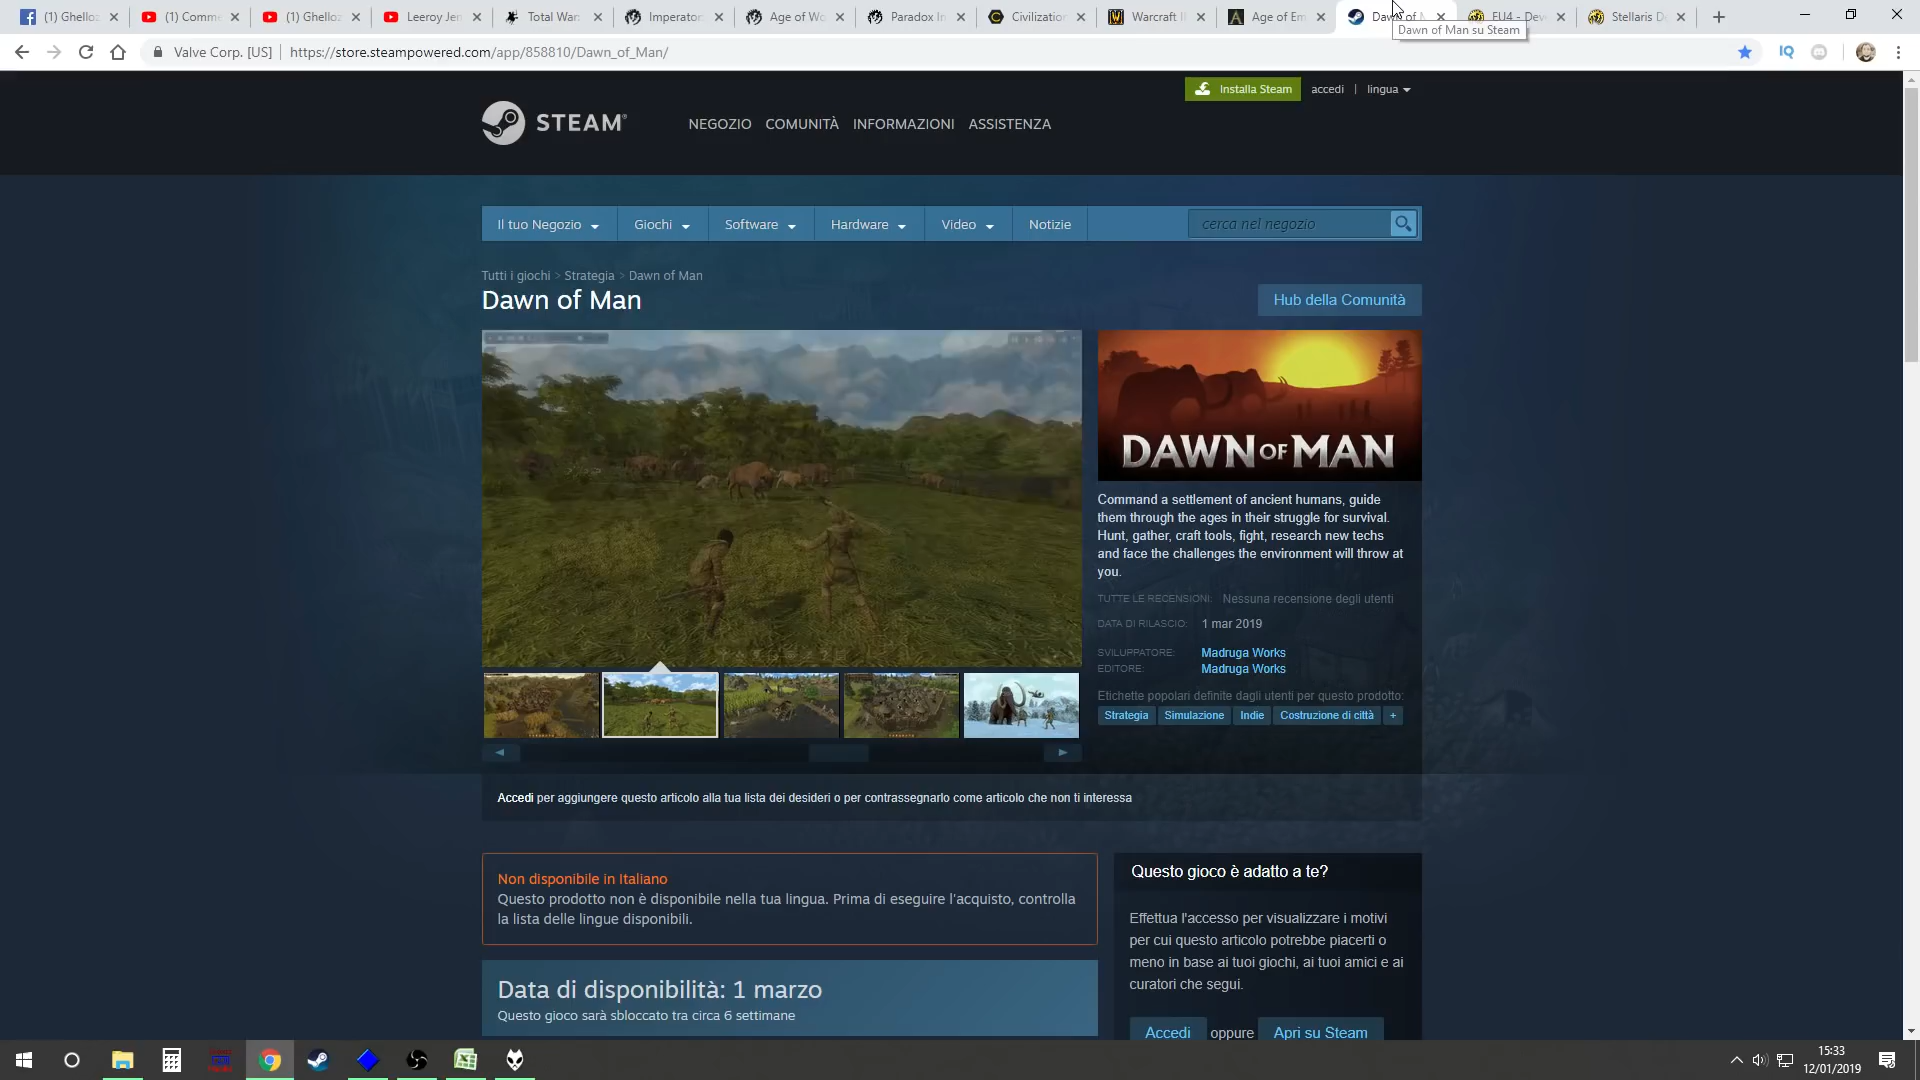 (1) Ghelloz
(1) Comme
(1) Ghelloz
Leeroy Jen
Total War:
Imperator
Age of Wo
Paradox In
Civilization
Warcraft I
Age of Em
Dawn of M
EU4 - Dev
Stellaris D
Dawn of Man su Steam
Valve Corp. [US] | https://store.steampowered.com/app/858810/Dawn_of_Man/
Installa Steam
accedi | lingua
STEAM
NEGOZIO COMUNITÀ INFORMAZIONI ASSISTENZA
Il tuo Negozio
Giochi
Software
Hardware
Video
Notizie
cerca nel negozio
Tutti i giochi > Strategia > Dawn of Man
Dawn of Man
Hub della Comunità
DAWN OF MAN
Command a settlement of ancient humans, guide
them through the ages in their struggle for survival.
Hunt, gather, craft tools, fight, research new techs
and face the challenges the environment will throw at
you.
TUTTE LE RECENSIONI: Nessuna recensione degli utenti
DATA DI RILASCIO: 1 mar 2019
SVILUPPATORE: Madruga Works
EDITORE: Madruga Works
Etichette popolari definite dagli utenti per questo prodotto:
Strategia Simulazione Indie Costruzione di città +
Accedi per aggiungere questo articolo alla tua lista dei desideri o per contrassegnarlo come articolo che non ti interessa
Non disponibile in Italiano
Questo prodotto non è disponibile nella tua lingua. Prima di eseguire l'acquisto, controlla
la lista delle lingue disponibili.
Data di disponibilità: 1 marzo
Questo gioco sarà sbloccato tra circa 6 settimane
Questo gioco è adatto a te?
Effettua l'accesso per visualizzare i motivi
per cui questo articolo potrebbe piacerti o
meno in base ai tuoi giochi, ai tuoi amici e ai
curatori che segui.
Accedi oppure Apri su Steam
15:33
12/01/2019